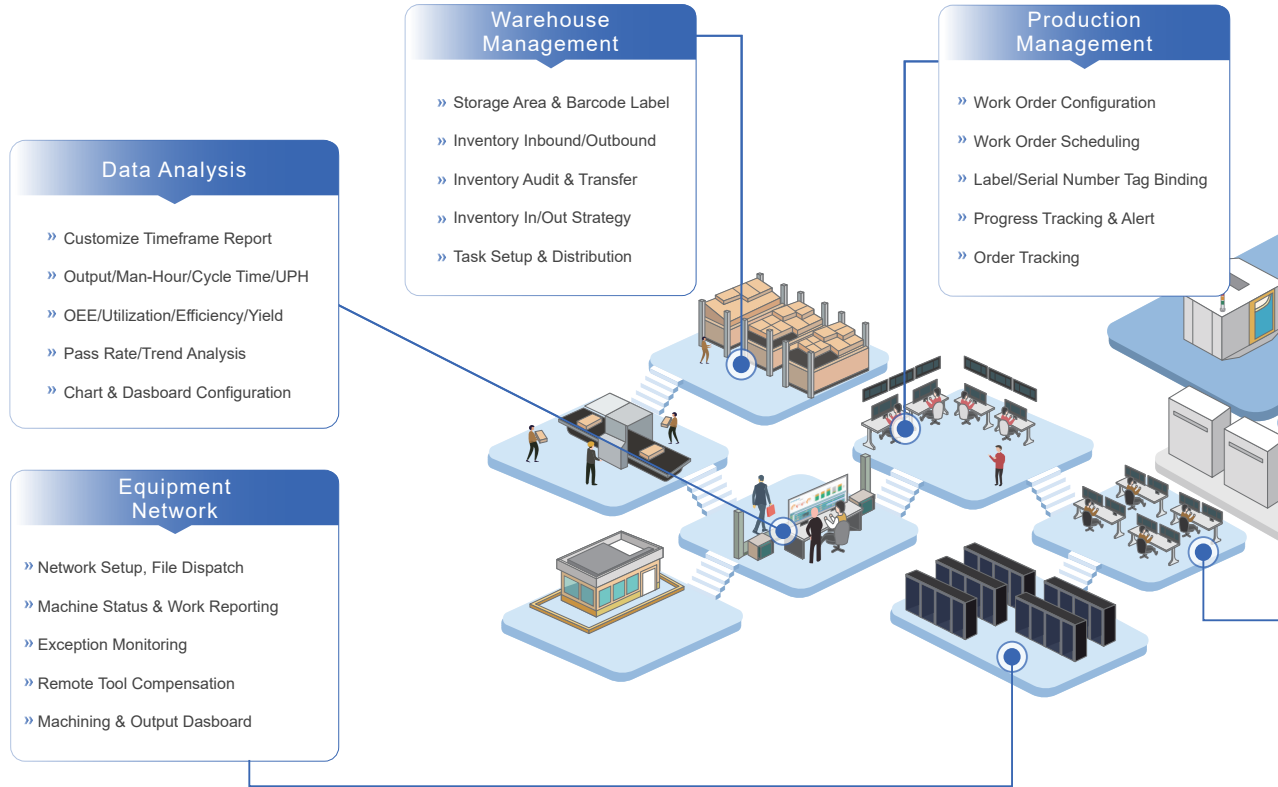 Warehouse
Management
Storage Area & Barcode Label
Inventory Inbound/Outbound
Inventory Audit & Transfer
Inventory In/Out Strategy
Task Setup & Distribution
Production
Management
Work Order Configuration
Work Order Scheduling
Label/Serial Number Tag Binding
Progress Tracking & Alert
Order Tracking
Data Analysis
Customize Timeframe Report
Output/Man-Hour/Cycle Time/UPH
OEE/Utilization/Efficiency/Yield
Pass Rate/Trend Analysis
Chart & Dasboard Configuration
Equipment
Network
Network Setup, File Dispatch
Machine Status & Work Reporting
Exception Monitoring
Remote Tool Compensation
Machining & Output Dasboard